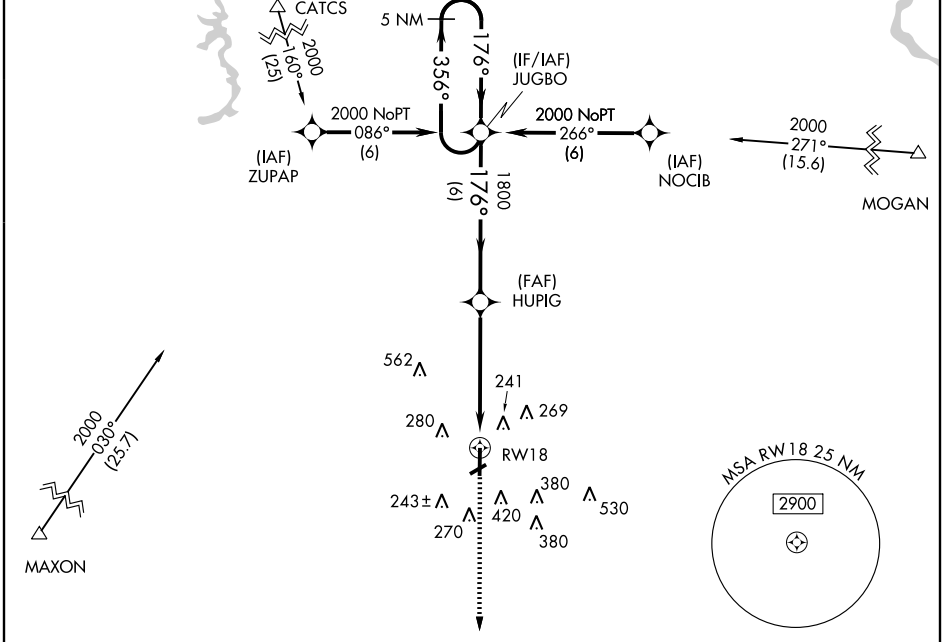 CATCS
2000
160°
(25)
5 NM
356°
176°
(IF/IAF)
JUGBO
2000 NoPT
086°
(6)
(IAF)
ZUPAP
2000 NoPT
266°
(6)
(IAF)
NOCIB
2000
271°
(15.6)
MOGAN
1800
176°
(6)
(FAF)
HUPIG
562
241
269
280
RW18
2000
030°
(25.7)
MAXON
243±
270
420
380
530
380
MSA RW18 25 NM
2900